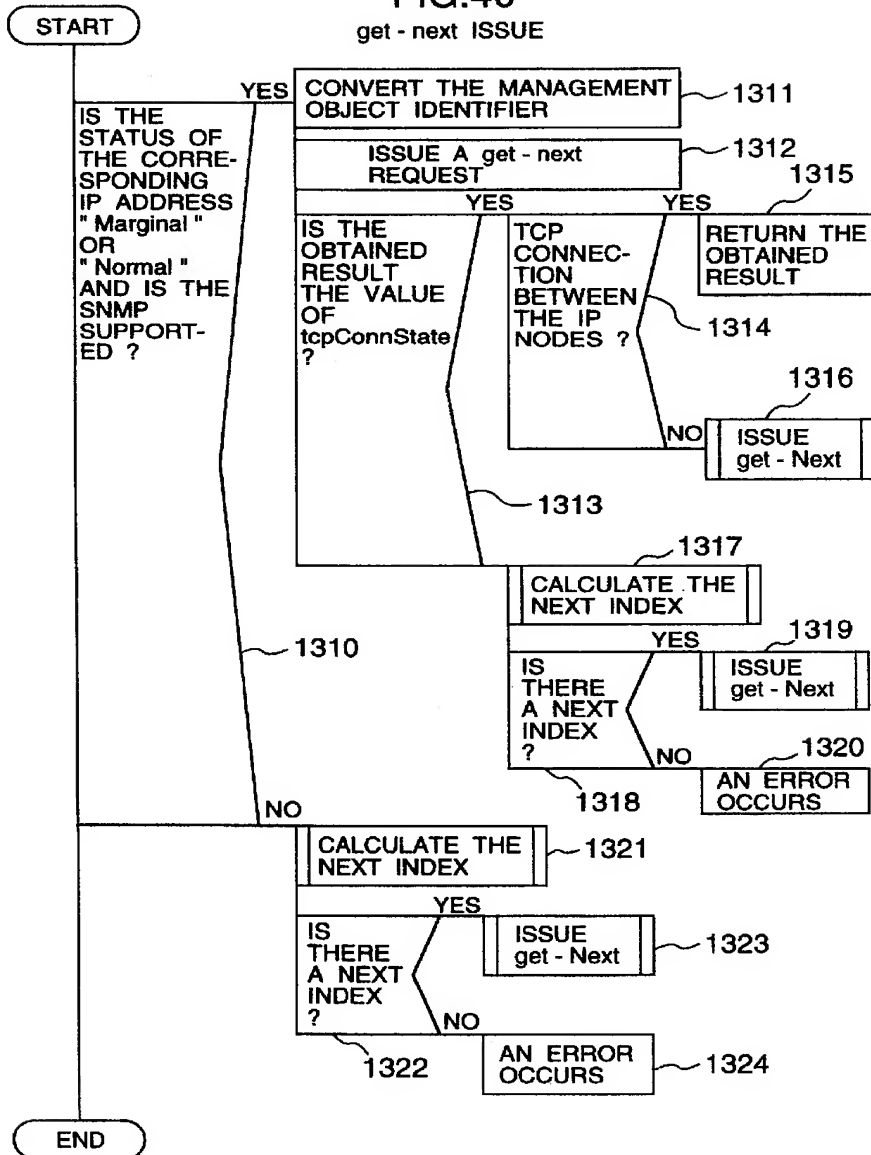 START
get - next ISSUE
YES
IS THE
STATUS OF
THE CORRE-
SPONDING
IP ADDRESS
" Marginal "
OR
" Normal "
AND IS THE
SNMP
SUPPORT-
ED ?
CONVERT THE MANAGEMENT
OBJECT IDENTIFIER
1311
ISSUE A get - next
REQUEST
1312
YES
IS THE
OBTAINED
RESULT
THE VALUE
OF
tcpConnState
?
YES
TCP
CONNEC-
TION
BETWEEN
THE IP
NODES ?
1315
RETURN THE
OBTAINED
RESULT
1314
1316
NO
ISSUE
get - Next
1313
1317
CALCULATE THE
NEXT INDEX
1310
YES
IS
THERE
A NEXT
INDEX
?
1319
ISSUE
get - Next
NO
1320
AN ERROR
OCCURS
1318
NO
CALCULATE THE
NEXT INDEX
1321
YES
IS
THERE
A NEXT
INDEX
?
ISSUE
get - Next
1323
NO
1322
AN ERROR
OCCURS
1324
END